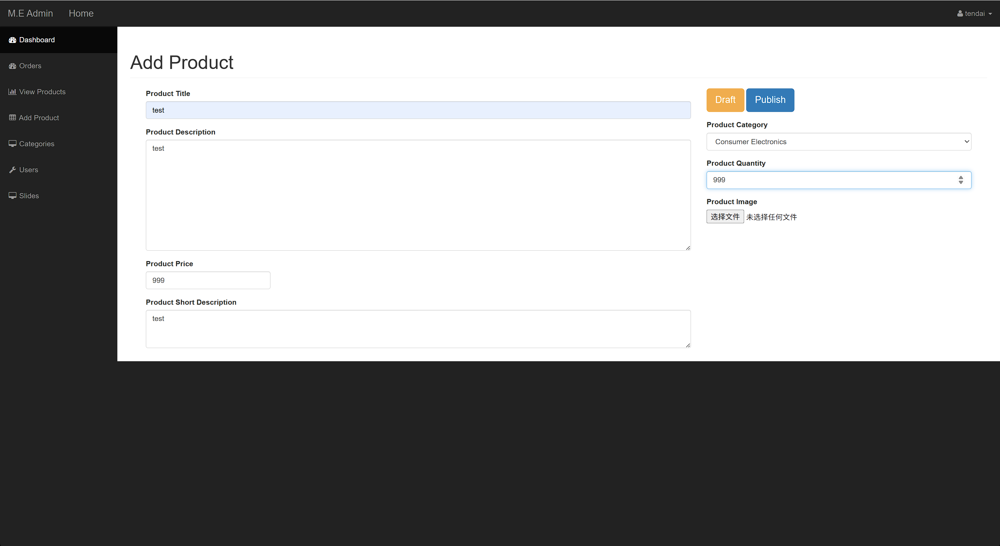 M.E Admin Home tendai
Dashboard
Orders
View Products
Add Product
Categories
Users
Slides
Add Product
Product Title
test
Product Description
test
Product Price
999
Product Short Description
test
Draft Publish
Product Category
Consumer Electronics
Product Quantity
999
Product Image
选择文件 未选择任何文件